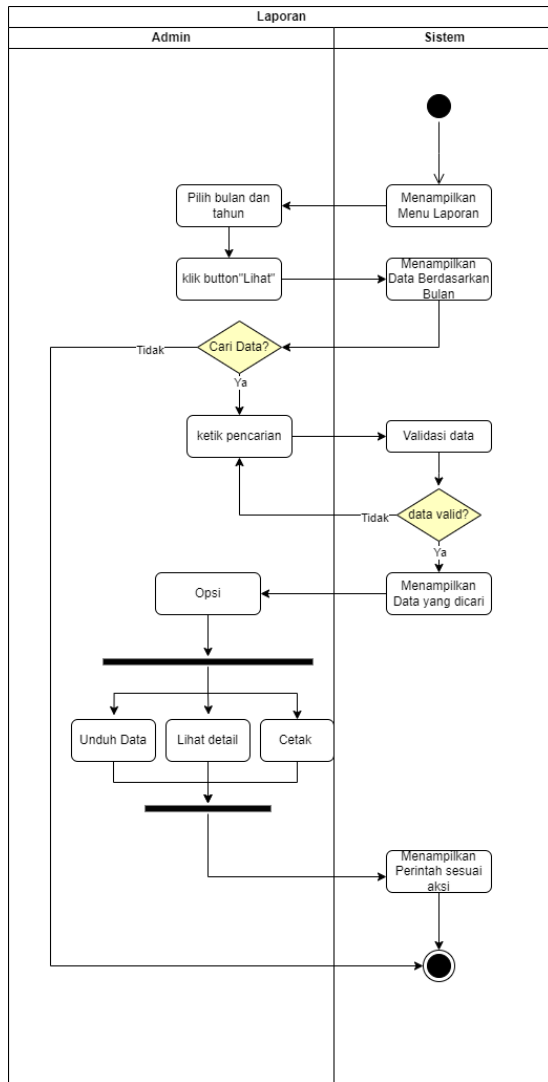 Laporan
Admin
Sistem
Pilih bulan dan
tahun
Menampilkan
Menu Laporan
klik button"Lihat"
Menampilkan
Data Berdasarkan
Bulan
Tidak
Cari Data?
Ya
ketik pencarian
Validasi data
Tidak
data valid?
Ya
Opsi
Menampilkan
Data yang dicari
Unduh Data
Lihat detail
Cetak
Menampilkan
Perintah sesuai
aksi